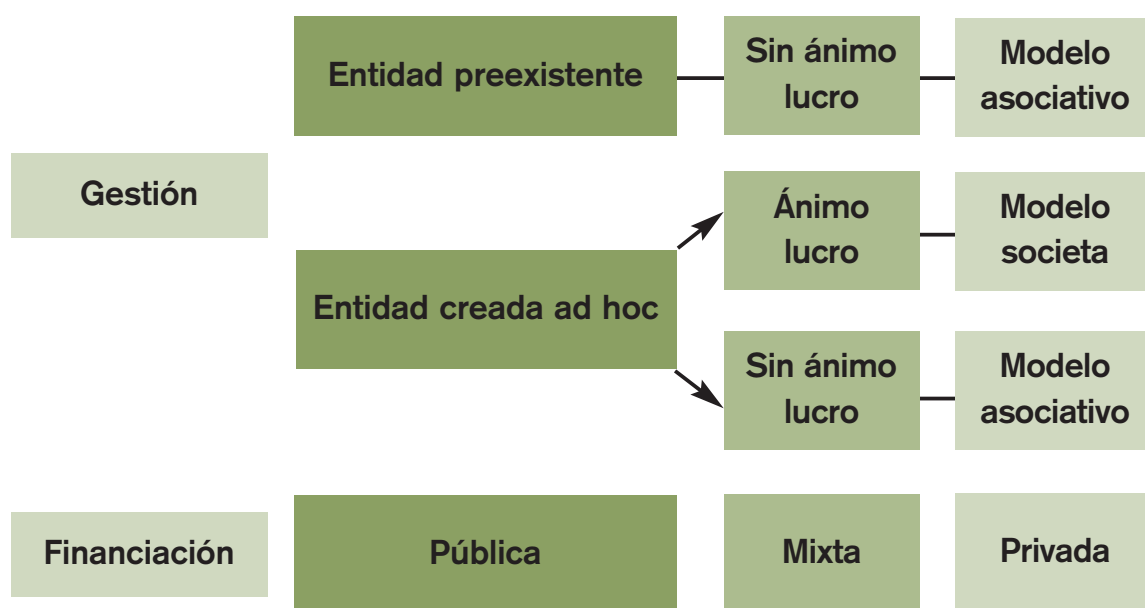 Entidad preexistente
Sin ánimo
lucro
Modelo
asociativo
Gestión
Entidad creada ad hoc
Ánimo
lucro
Modelo
societa
Sin ánimo
lucro
Modelo
asociativo
Financiación
Pública
Mixta
Privada